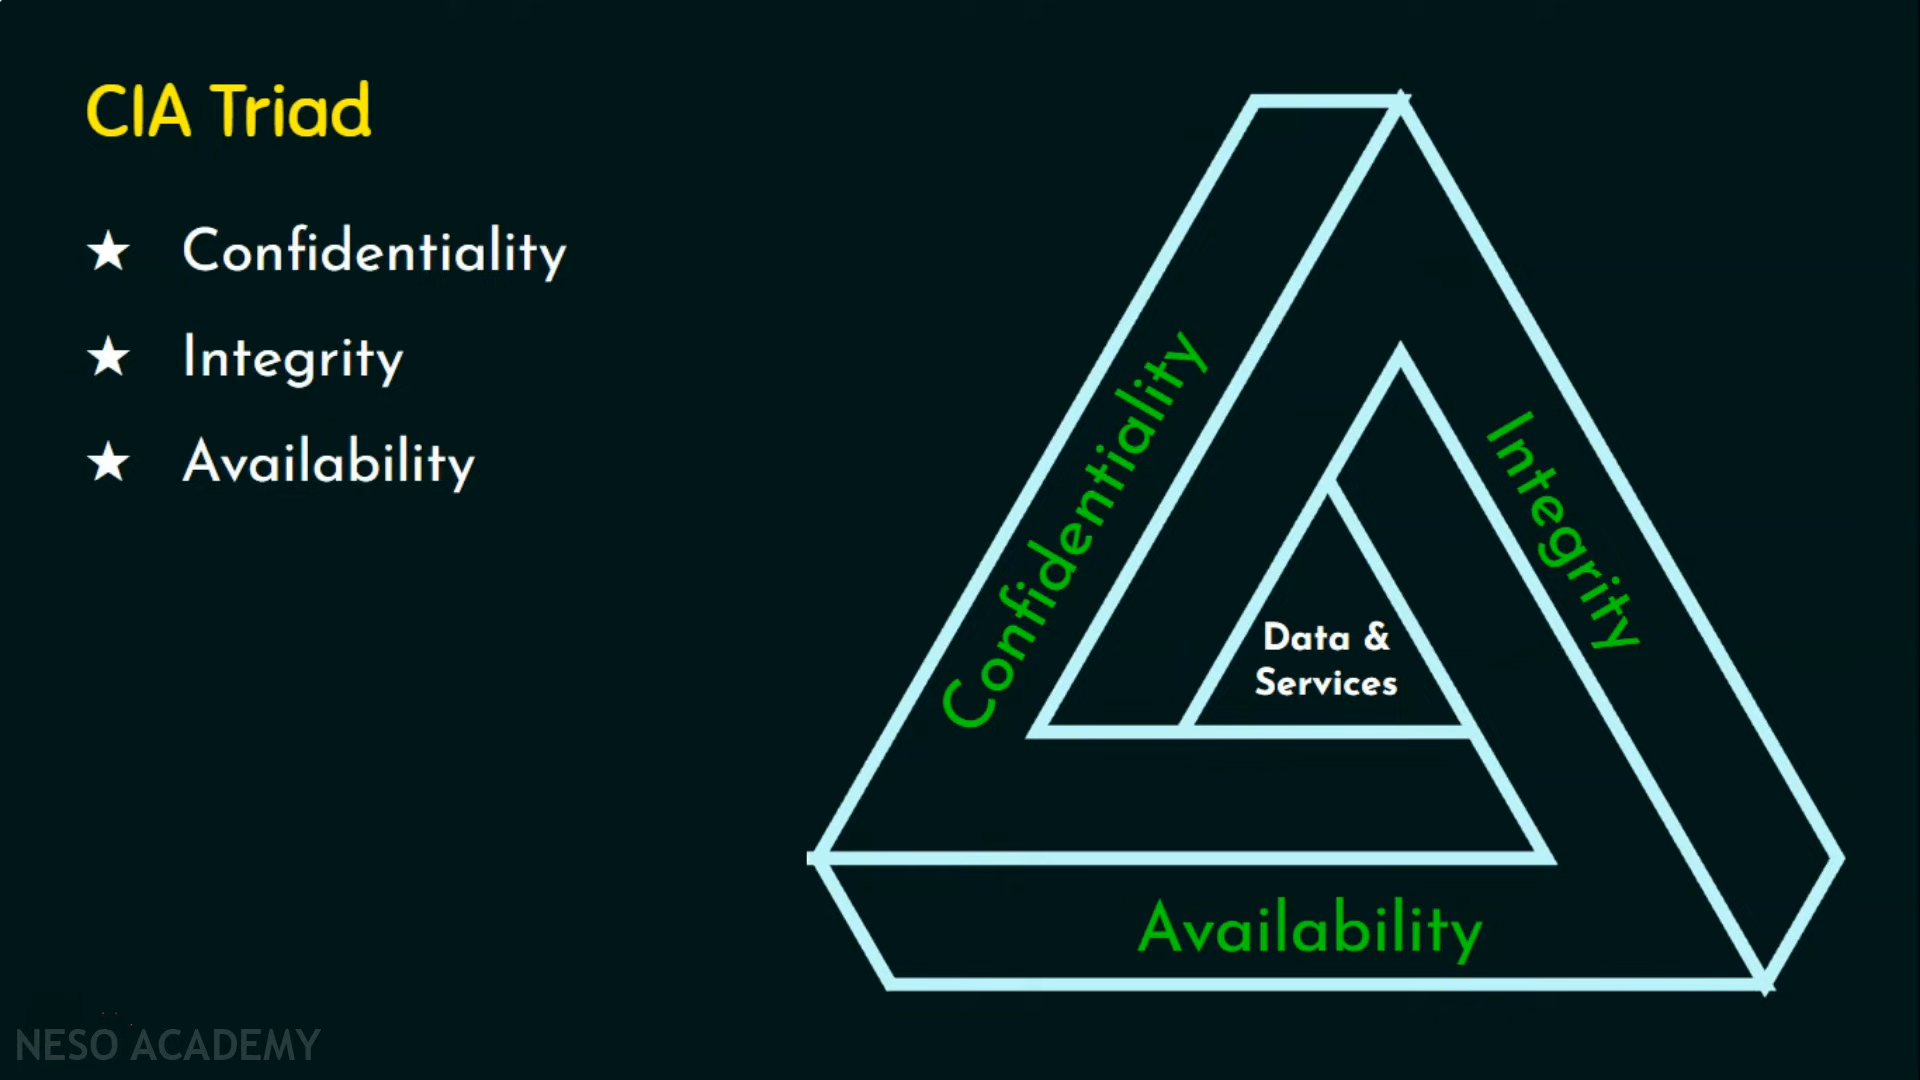 CIA Triad
★ Confidentiality
★ Integrity
★ Availability
Confidentiality
Integrity
Data &
Services
Availability
NESO ACADEMY